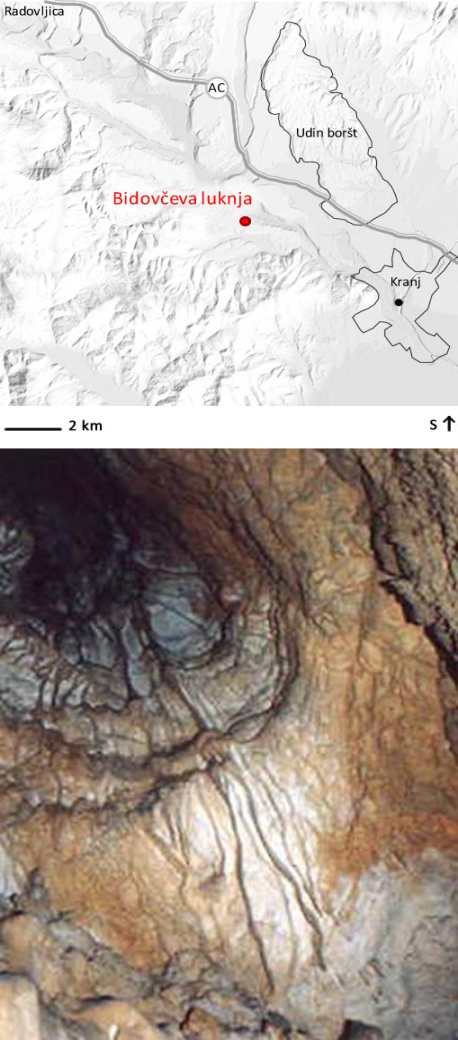 Radovljica
AC
Udin boršt
Bidovčeva luknja
Kranj
2 km
S